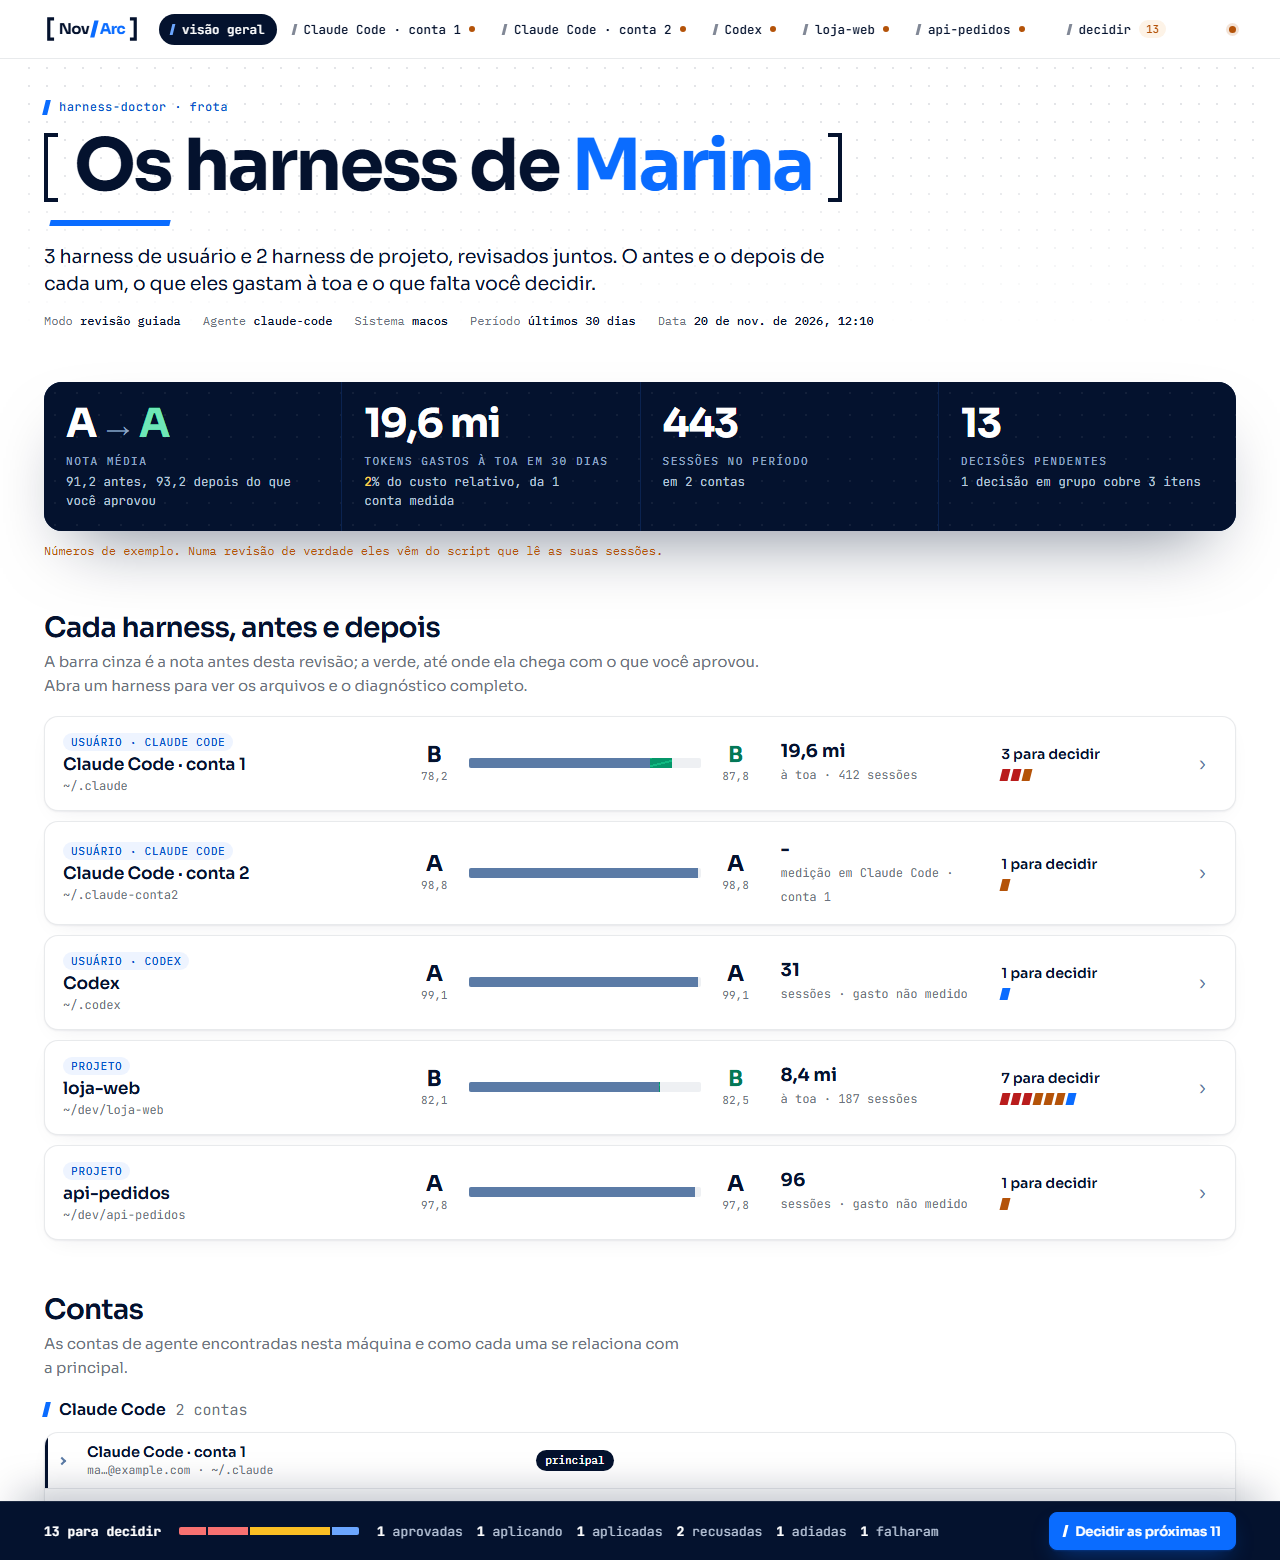 [ Nov/Arc ] / visão geral / Claude Code · conta 1 / Claude Code · conta 2 / Codex / loja-web / api-pedidos / decidir 13
harness-doctor · frota
[ Os harness de Marina ]
3 harness de usuário e 2 harness de projeto, revisados juntos. O antes e o depois de
cada um, o que eles gastam à toa e o que falta você decidir.
Modo revisão guiada Agente claude-code Sistema macos Período últimos 30 dias Data 20 de nov. de 2026, 12:10
A → A
NOTA MÉDIA
91,2 antes, 93,2 depois do que
você aprovou
19,6 mi
TOKENS GASTOS À TOA EM 30 DIAS
2% do custo relativo, da 1
conta medida
443
SESSÕES NO PERÍODO
em 2 contas
13
DECISÕES PENDENTES
1 decisão em grupo cobre 3 itens
Números de exemplo. Numa revisão de verdade eles vêm do script que lê as suas sessões.
Cada harness, antes e depois
A barra cinza é a nota antes desta revisão; a verde, até onde ela chega com o que você aprovou.
Abra um harness para ver os arquivos e o diagnóstico completo.
USUÁRIO · CLAUDE CODE
Claude Code · conta 1
~/.claude
B
78,2
B
87,8
19,6 mi
à toa · 412 sessões
3 para decidir
›
USUÁRIO · CLAUDE CODE
Claude Code · conta 2
~/.claude-conta2
A
98,8
A
98,8
–
medição em Claude Code ·
conta 1
1 para decidir
›
USUÁRIO · CODEX
Codex
~/.codex
A
99,1
A
99,1
31
sessões · gasto não medido
1 para decidir
›
PROJETO
loja-web
~/dev/loja-web
B
82,1
B
82,5
8,4 mi
à toa · 187 sessões
7 para decidir
›
PROJETO
api-pedidos
~/dev/api-pedidos
A
97,8
A
97,8
96
sessões · gasto não medido
1 para decidir
›
Contas
As contas de agente encontradas nesta máquina e como cada uma se relaciona com
a principal.
Claude Code 2 contas
› Claude Code · conta 1
ma…@example.com · ~/.claude
principal
13 para decidir 1 aprovadas 1 aplicando 1 aplicadas 2 recusadas 1 adiadas 1 falharam / Decidir as próximas 11